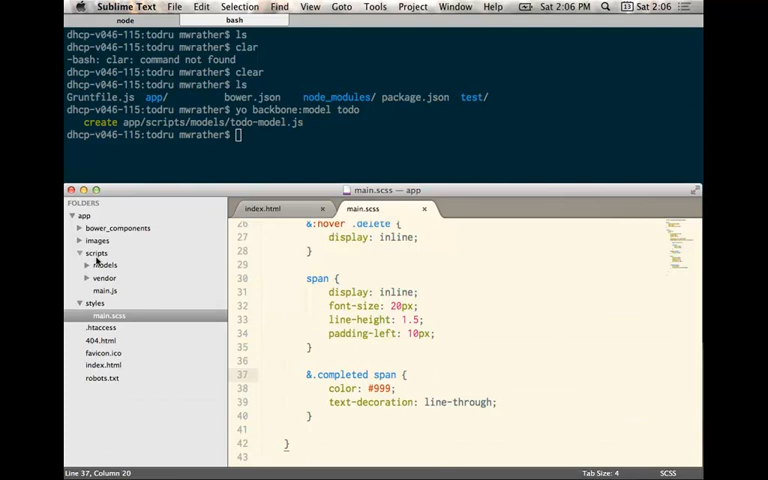 Sublime Text File Edit Selection Find View Goto Tools Project Window Help Sat 2:06 PM 13 Sat 2:06
node bash
dhcp-v046-115:todru mwrather$ ls
dhcp-v046-115:todru mwrather$ clar
-bash: clar: command not found
dhcp-v046-115:todru mwrather$ clear
dhcp-v046-115:todru mwrather$ ls
Gruntfile.js app/ bower.json node_modules/ package.json test/
dhcp-v046-115:todru mwrather$ yo backbone:model todo
create app/scripts/models/todo-model.js
dhcp-v046-115:todru mwrather$
main.scss — app
FOLDERS
app
bower_components
images
scripts
models
vendor
main.js
styles
main.scss
.htaccess
404.html
favicon.ico
index.html
robots.txt
index.html × main.scss ×
26 &:hover .delete {
27 display: inline;
28 }
29
30 span {
31 display: inline;
32 font-size: 20px;
33 line-height: 1.5;
34 padding-left: 10px;
35 }
36
37 &.completed span {
38 color: #999;
39 text-decoration: line-through;
40 }
41
42 }
43
Line 37, Column 20 Tab Size: 4 SCSS